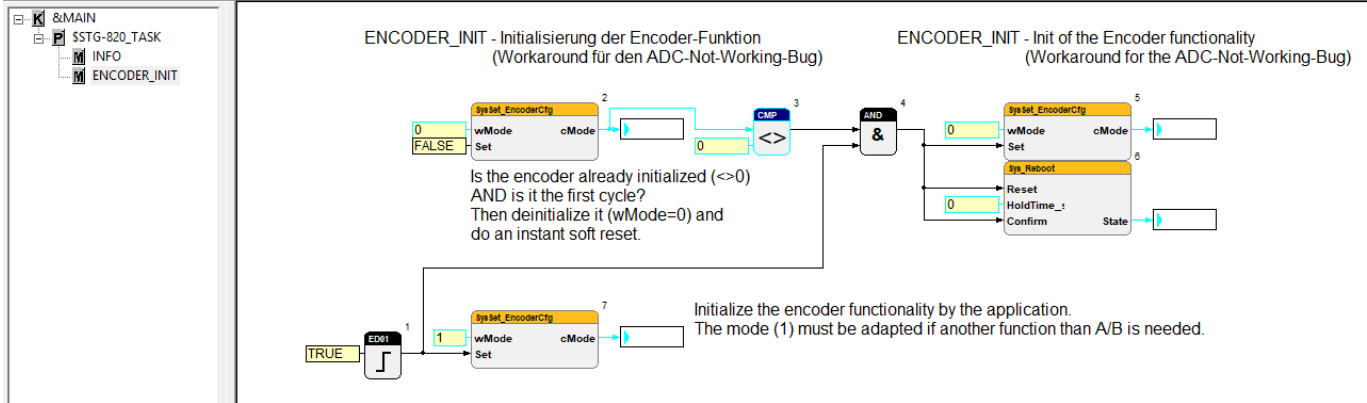 &MAIN
$STG-820_TASK
INFO
ENCODER_INIT
ENCODER_INIT - Initialisierung der Encoder-Funktion
(Workaround für den ADC-Not-Working-Bug)
ENCODER_INIT - Init of the Encoder functionality
(Workaround for the ADC-Not-Working-Bug)
2
SysSet_EncoderCfg
0 wMode cMode
FALSE Set
3
CMP
<>
0
4
AND
&
5
SysSet_EncoderCfg
0 wMode cMode
Set
6
Sys_Reboot
Reset
0 HoldTime_s
Confirm State
Is the encoder already initialized (<>0)
AND is it the first cycle?
Then deinitialize it (wMode=0) and
do an instant soft reset.
1
ED01
TRUE
7
SysSet_EncoderCfg
1 wMode cMode
Set
Initialize the encoder functionality by the application.
The mode (1) must be adapted if another function than A/B is needed.